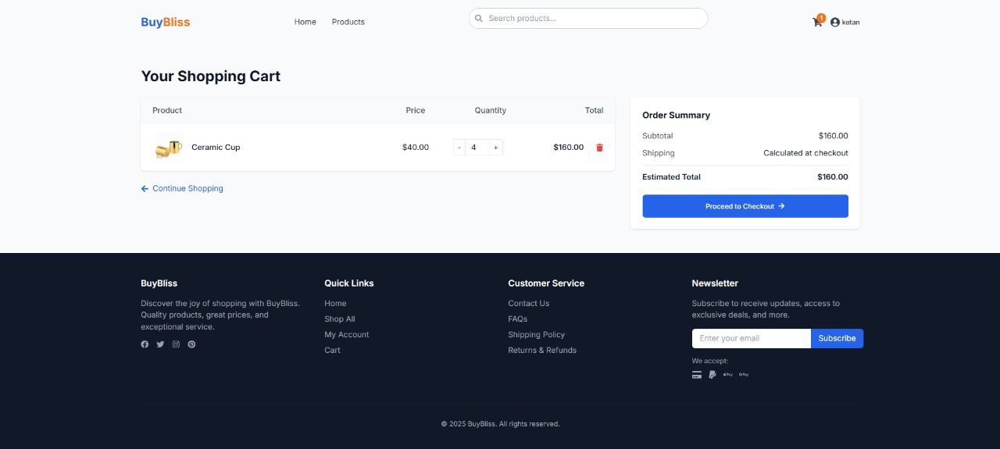 BuyBliss
Home
Products
Search products...
1
ketan
Your Shopping Cart
Product
Price
Quantity
Total
Ceramic Cup
$40.00
-
4
+
$160.00
Order Summary
Subtotal
$160.00
Shipping
Calculated at checkout
Estimated Total
$160.00
Proceed to Checkout →
← Continue Shopping
BuyBliss
Discover the joy of shopping with BuyBliss.
Quality products, great prices, and
exceptional service.
Quick Links
Home
Shop All
My Account
Cart
Customer Service
Contact Us
FAQs
Shipping Policy
Returns & Refunds
Newsletter
Subscribe to receive updates, access to
exclusive deals, and more.
Enter your email
Subscribe
We accept:
Pay
G Pay
© 2025 BuyBliss. All rights reserved.